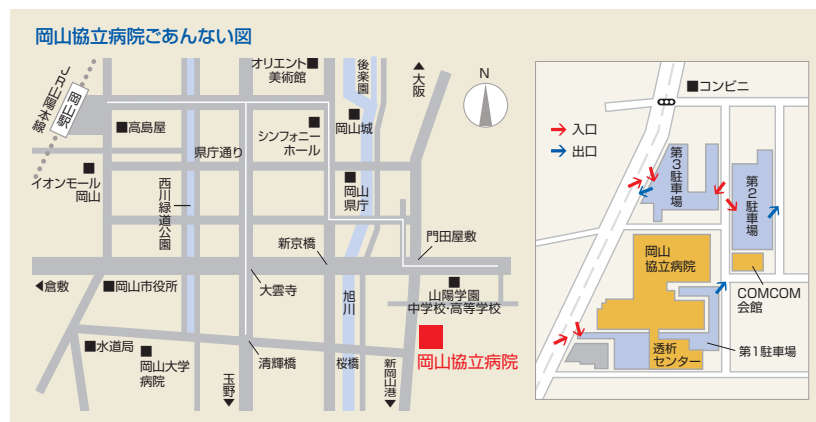 岡山協立病院ごあんない図
JR山陽本線
岡山駅
■高島屋
オリエント■
美術館
後楽園
▲大阪
N
シンフォニー
ホール
岡山城
県庁通り
イオンモール
岡山
西川緑道公園
岡山
県庁
新京橋
門田屋敷
◀倉敷
■岡山市役所
大雲寺
旭川
山陽学園
中学校・高等学校
■水道局
岡山大学
病院
清輝橋
桜橋
岡山協立病院
玉野▼
新岡山港▼
■コンビニ
入口
出口
第3駐車場
第2駐車場
岡山
協立病院
COMCOM
会館
透析
センター
第1駐車場